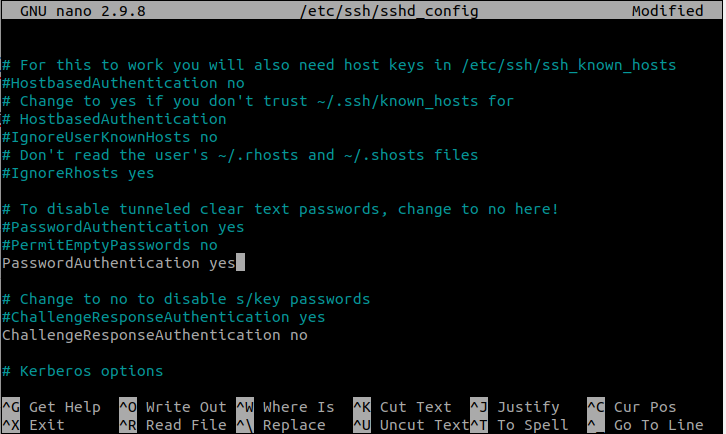 GNU nano 2.9.8 /etc/ssh/sshd_config Modified
# For this to work you will also need host keys in /etc/ssh/ssh_known_hosts
#HostbasedAuthentication no
# Change to yes if you don't trust ~/.ssh/known_hosts for
# HostbasedAuthentication
#IgnoreUserKnownHosts no
# Don't read the user's ~/.rhosts and ~/.shosts files
#IgnoreRhosts yes
# To disable tunneled clear text passwords, change to no here!
#PasswordAuthentication yes
#PermitEmptyPasswords no
PasswordAuthentication yes
# Change to no to disable s/key passwords
#ChallengeResponseAuthentication yes
ChallengeResponseAuthentication no
# Kerberos options
^G Get Help ^O Write Out ^W Where Is ^K Cut Text ^J Justify ^C Cur Pos
^X Exit ^R Read File ^\ Replace ^U Uncut Text ^T To Spell ^_ Go To Line